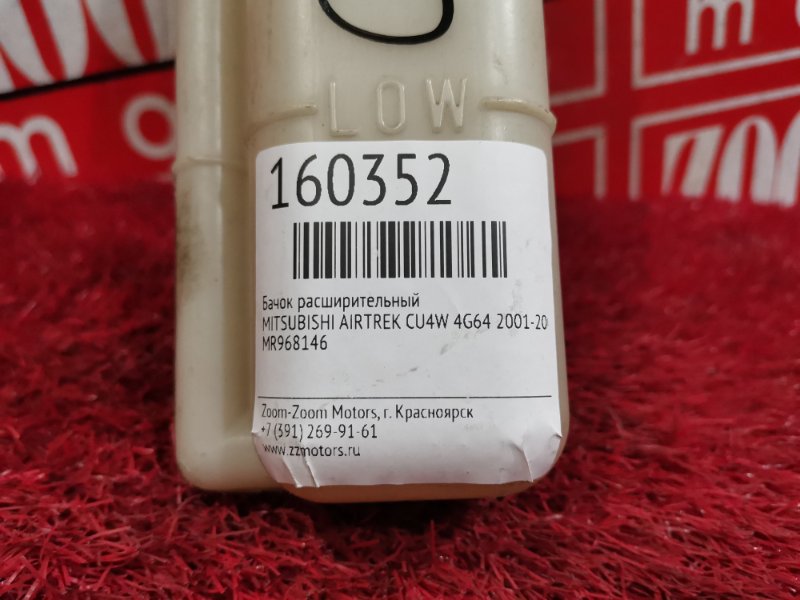 LOW
160352
Бачок расширительный
MITSUBISHI AIRTREK CU4W 4G64 2001-20
MR968146
Zoom-Zoom Motors, г. Красноярск
+7 (391) 269-91-61
www.zzmotors.ru